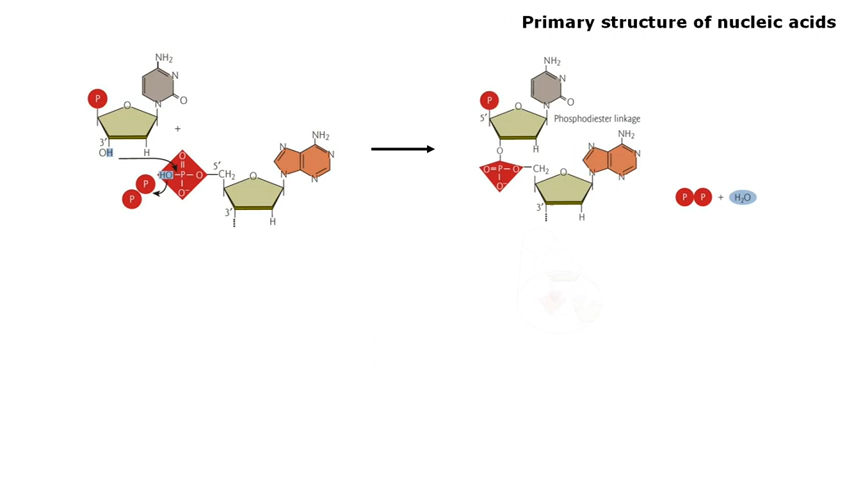 Primary structure of nucleic acids
NH₂
N
O
N
P
O
3′
OH
H
+
P
P
HO
O
P
O
O⁻
5′
CH₂
O
3′
H
N
N
N
N
NH₂
NH₂
N
O
N
P
5′
O
Phosphodiester linkage
H
O
O=P
O
O⁻
CH₂
O
3′
H
N
N
N
N
NH₂
P
P
+
H₂O